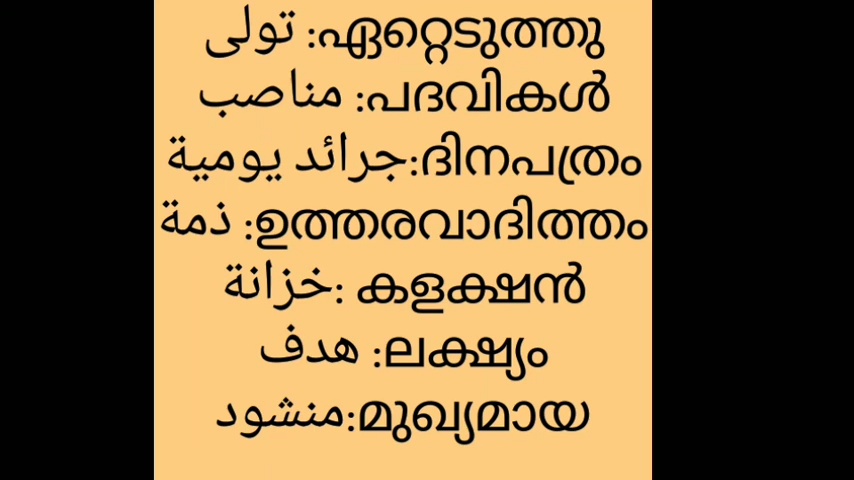 تولى :ഏറ്റെടുത്തു
مناصب :പദവികൾ
جرائد يومية:ദിനപത്രം
ذمة :ഉത്തരവാദിത്തം
خزانة: കളക്ഷൻ
هدف :ലക്ഷ്യം
منشود:മുഖ്യമായ